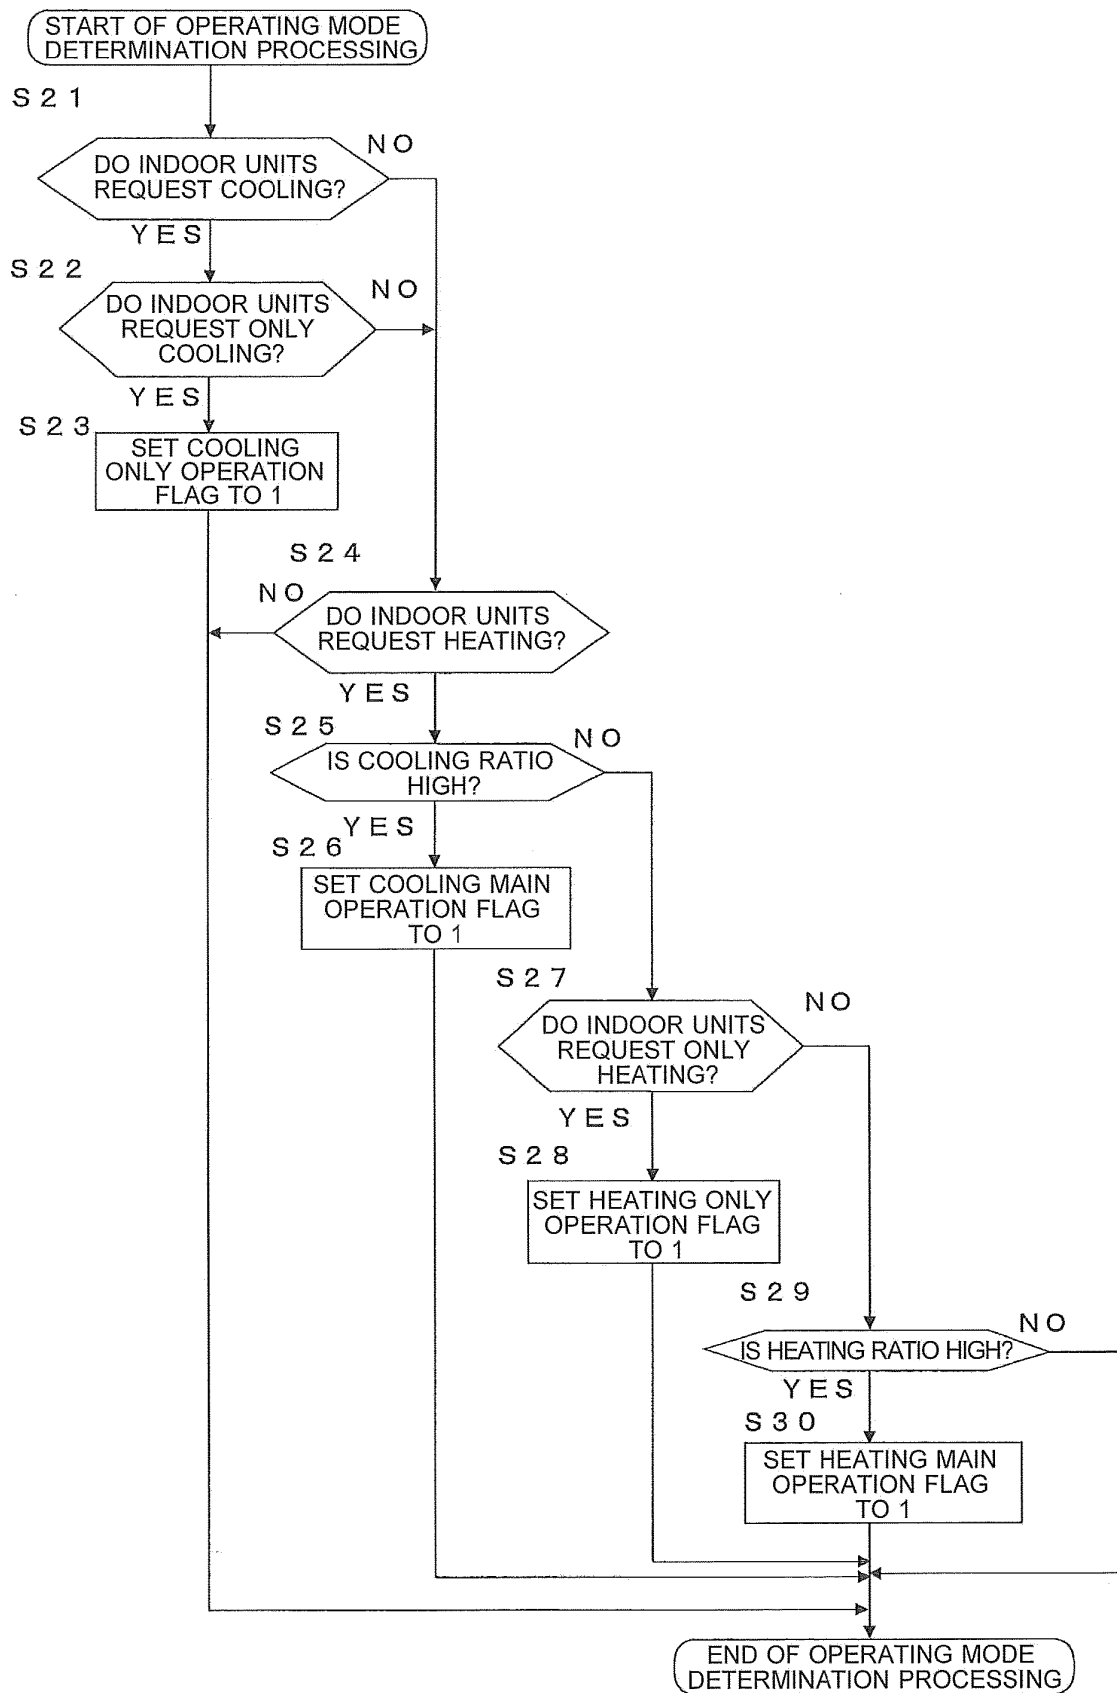 START OF OPERATING MODE
DETERMINATION PROCESSING
S21
NO
DO INDOOR UNITS
REQUEST COOLING?
YES
S22
NO
DO INDOOR UNITS
REQUEST ONLY
COOLING?
YES
S23
SET COOLING
ONLY OPERATION
FLAG TO 1
S24
NO
DO INDOOR UNITS
REQUEST HEATING?
YES
S25
NO
IS COOLING RATIO
HIGH?
YES
S26
SET COOLING MAIN
OPERATION FLAG
TO 1
S27
NO
DO INDOOR UNITS
REQUEST ONLY
HEATING?
YES
S28
SET HEATING ONLY
OPERATION FLAG
TO 1
S29
NO
IS HEATING RATIO HIGH?
YES
S30
SET HEATING MAIN
OPERATION FLAG
TO 1
END OF OPERATING MODE
DETERMINATION PROCESSING